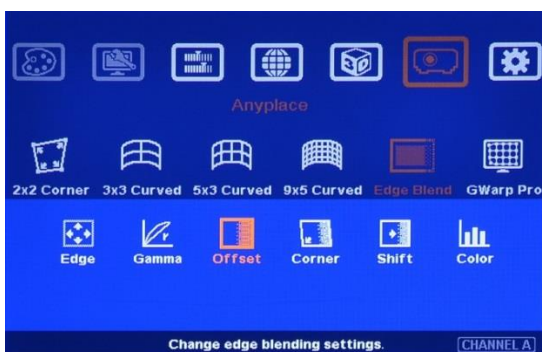 3D
Anyplace
2x2 Corner 3x3 Curved 5x3 Curved 9x5 Curved Edge Blend GWarp Pro
Edge Gamma Offset Corner Shift Color
Change edge blending settings. CHANNEL A